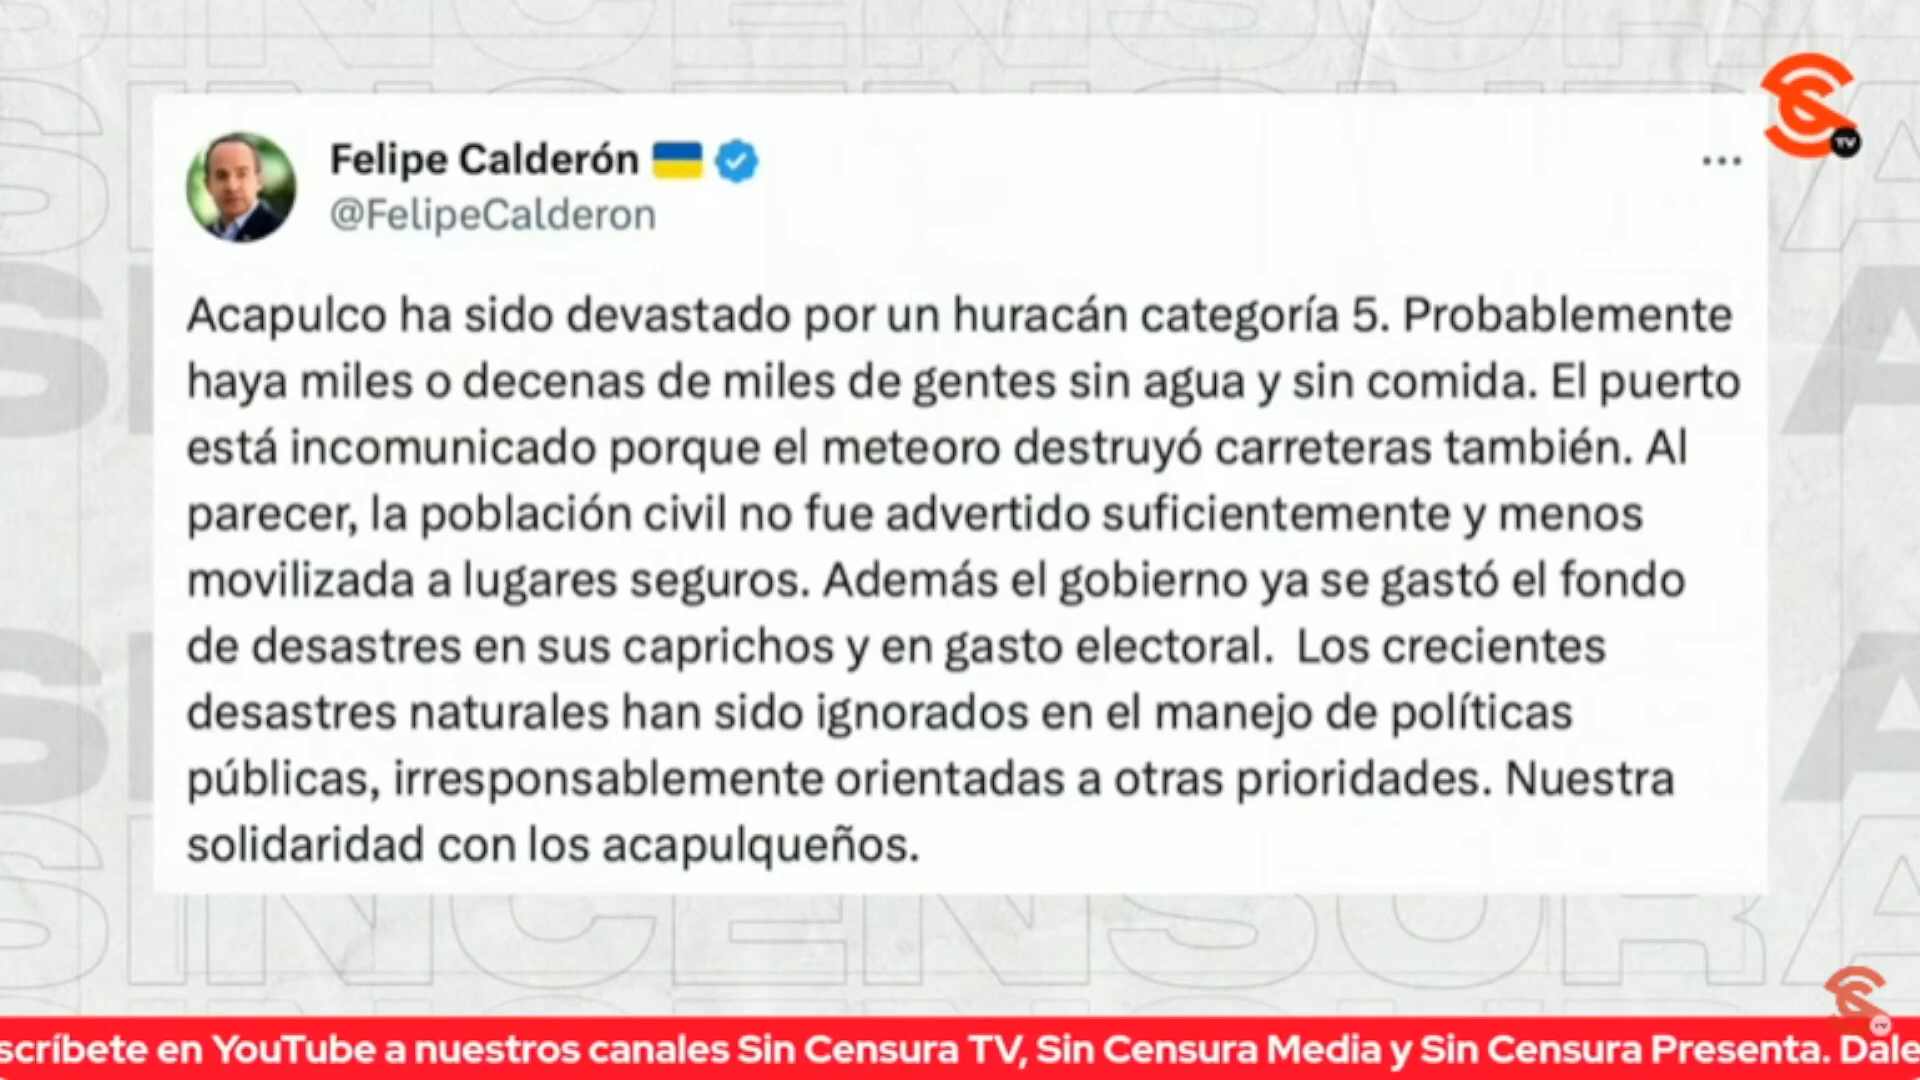 Felipe Calderón
@FelipeCalderon
Acapulco ha sido devastado por un huracán categoría 5. Probablemente
haya miles o decenas de miles de gentes sin agua y sin comida. El puerto
está incomunicado porque el meteoro destruyó carreteras también. Al
parecer, la población civil no fue advertido suficientemente y menos
movilizada a lugares seguros. Además el gobierno ya se gastó el fondo
de desastres en sus caprichos y en gasto electoral.  Los crecientes
desastres naturales han sido ignorados en el manejo de políticas
públicas, irresponsablemente orientadas a otras prioridades. Nuestra
solidaridad con los acapulqueños.
TV
SINCENSURA
TV
scríbete en YouTube a nuestros canales Sin Censura TV, Sin Censura Media y Sin Censura Presenta. Dale